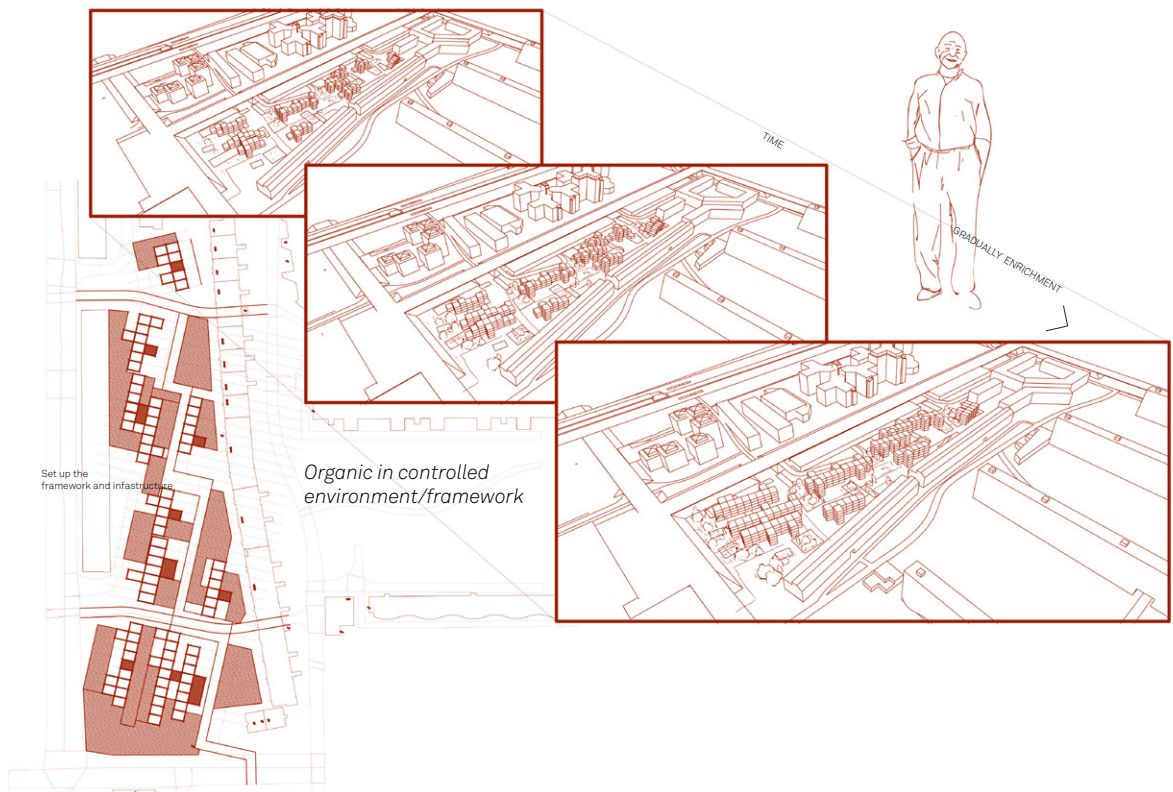 TIME
GRADUALLY ENRICHMENT
Set up the
framework and infastructure
Organic in controlled
environment/framework